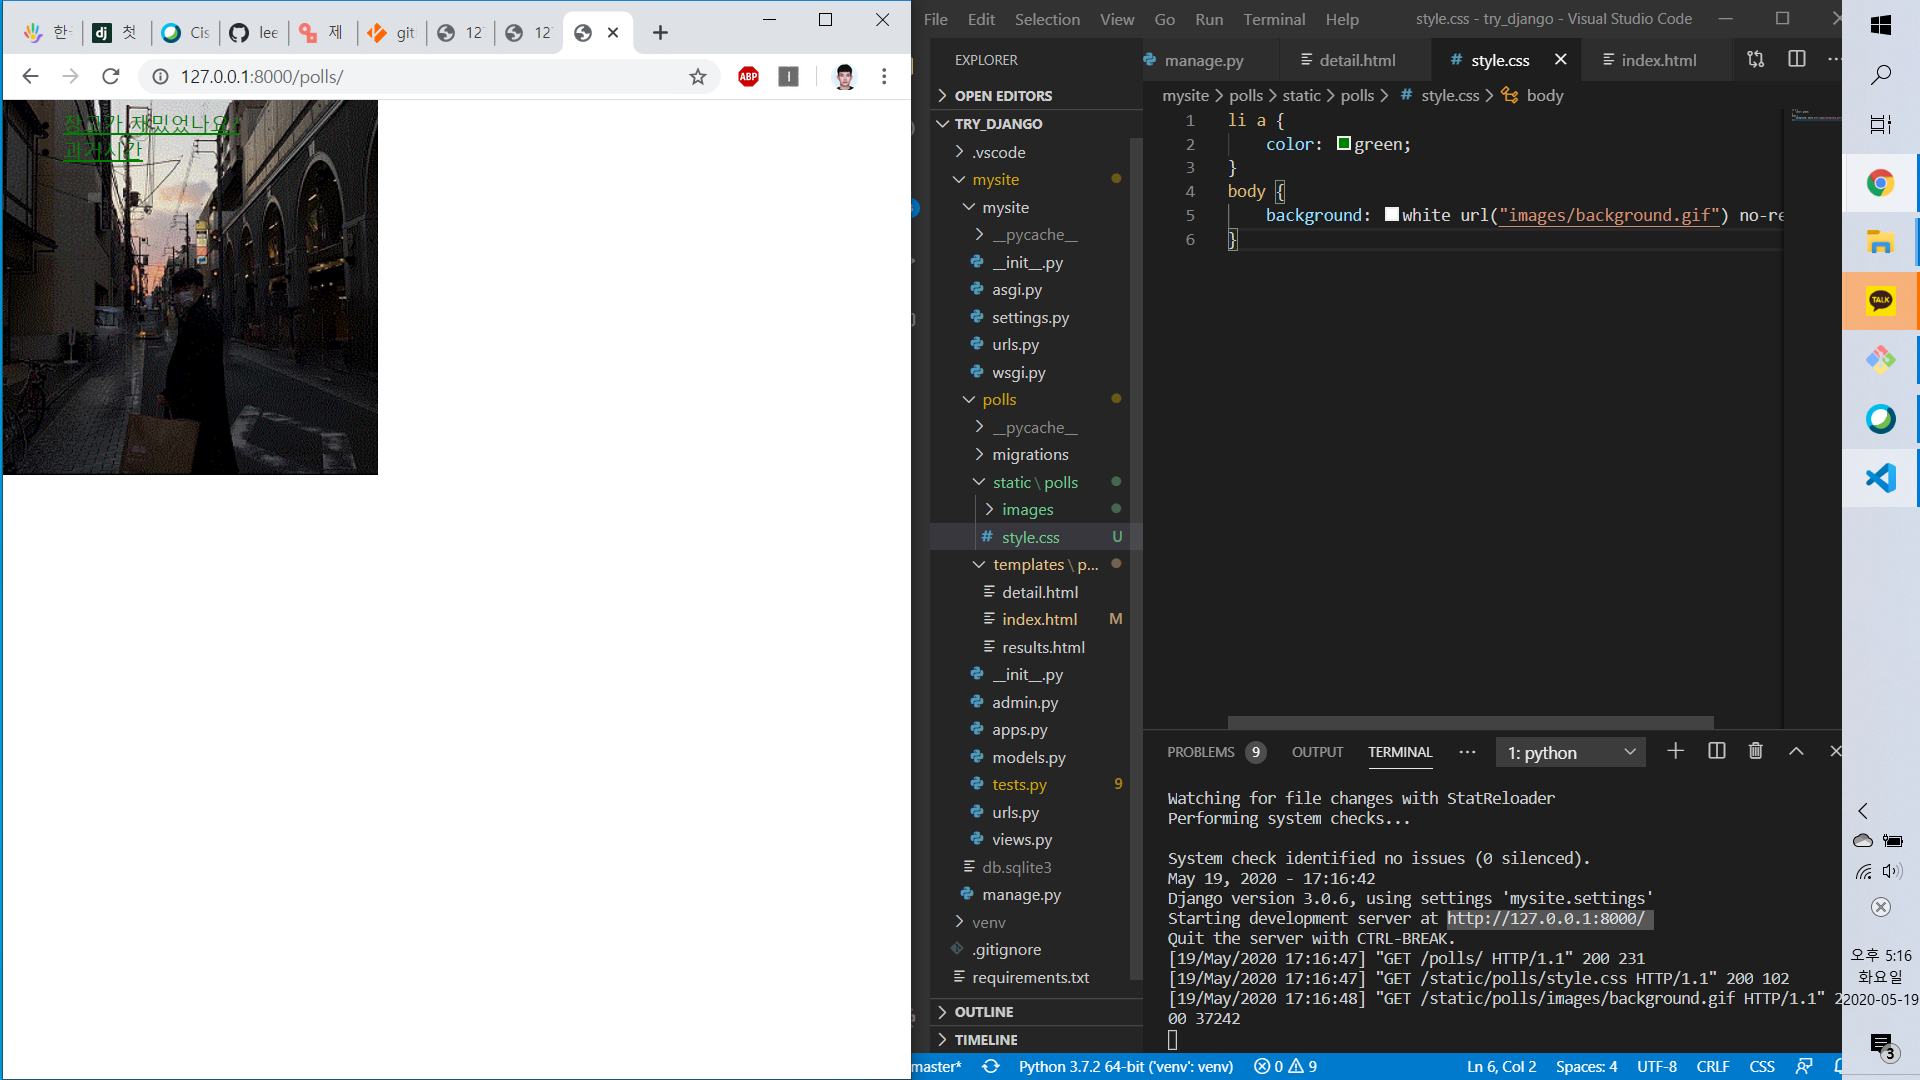 한
첫
Cis
lee
제
git
12
12
127.0.0.1:8000/polls/
ABP
장고가 재밌었나요?
과거시간
File Edit Selection View Go Run Terminal Help
style.css - try_django - Visual Studio Code
EXPLORER
manage.py
detail.html
style.css
index.html
OPEN EDITORS
mysite > polls > static > polls > # style.css > body
TRY_DJANGO
.vscode
mysite
mysite
__pycache__
__init__.py
asgi.py
settings.py
urls.py
wsgi.py
polls
__pycache__
migrations
static \ polls
images
style.css U
templates \ p...
detail.html
index.html M
results.html
__init__.py
admin.py
apps.py
models.py
tests.py 9
urls.py
views.py
db.sqlite3
manage.py
venv
.gitignore
requirements.txt
OUTLINE
TIMELINE
1 li a {
2 color: green;
3 }
4 body {
5 background: white url("images/background.gif") no-re
6 }
PROBLEMS 9 OUTPUT TERMINAL ··· 1: python
Watching for file changes with StatReloader
Performing system checks...
System check identified no issues (0 silenced).
May 19, 2020 - 17:16:42
Django version 3.0.6, using settings 'mysite.settings'
Starting development server at http://127.0.0.1:8000/
Quit the server with CTRL-BREAK.
[19/May/2020 17:16:47] "GET /polls/ HTTP/1.1" 200 231
[19/May/2020 17:16:47] "GET /static/polls/style.css HTTP/1.1" 200 102
[19/May/2020 17:16:48] "GET /static/polls/images/background.gif HTTP/1.1" 2
00 37242
master* Python 3.7.2 64-bit ('venv': venv) 0 9 Ln 6, Col 2 Spaces: 4 UTF-8 CRLF CSS
TALK
오후 5:16
화요일
2020-05-19
3